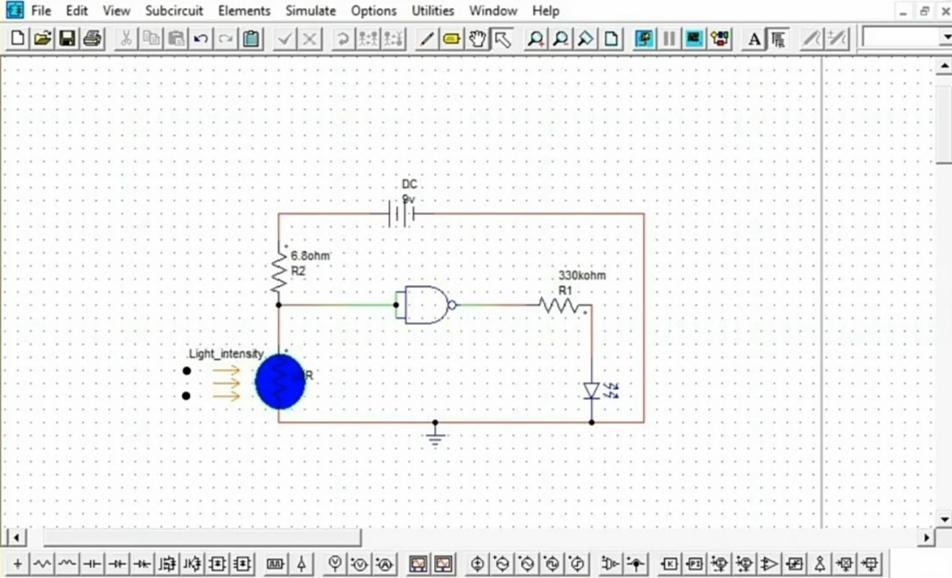 File Edit View Subcircuit Elements Simulate Options Utilities Window Help
A
DC
9v
6.8ohm
R2
330kohm
R1
Light_intensity
R